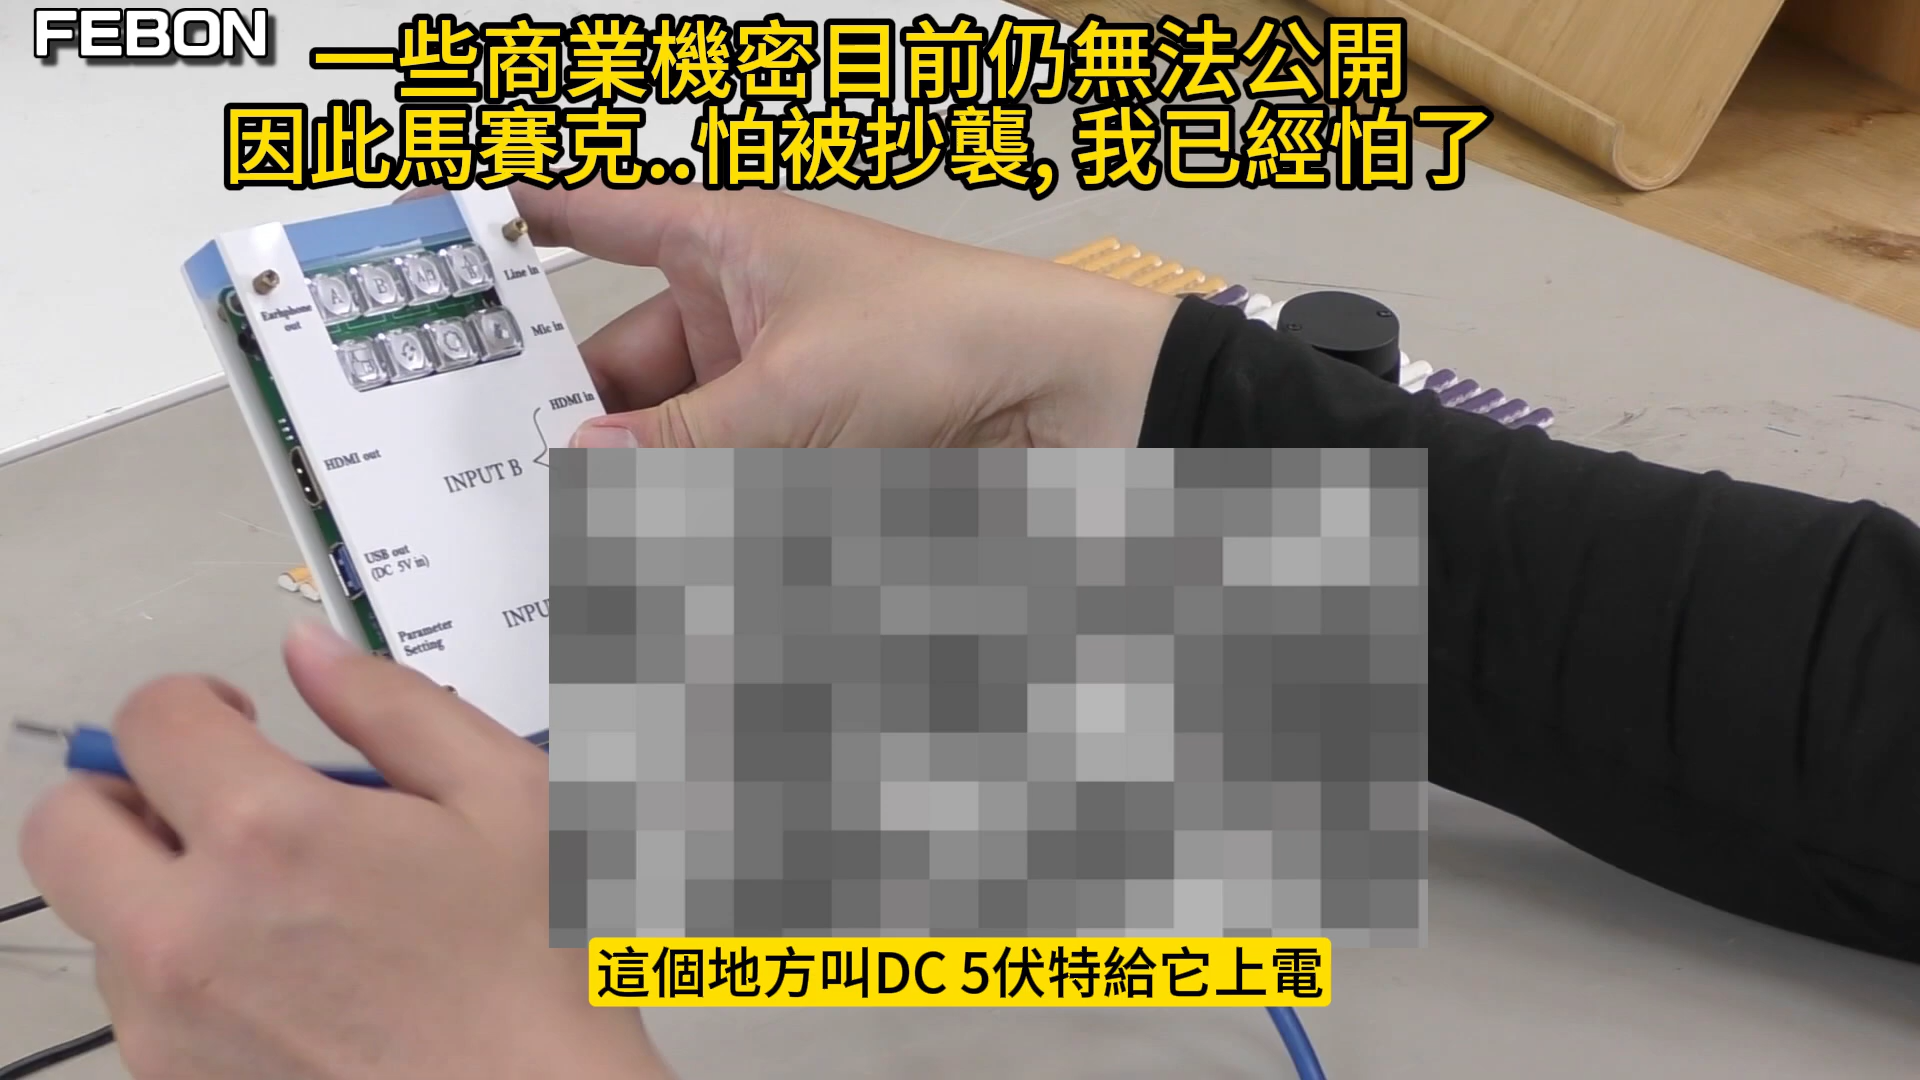 FEBON
一些商業機密目前仍無法公開
因此馬賽克..怕被抄襲, 我已經怕了
Line in
Earhphone
out
A
B
Mic in
HDMI in
HDMI out
INPUT B
USB out
(DC 5V in)
INPU
Parameter
Setting
這個地方叫DC 5伏特給它上電